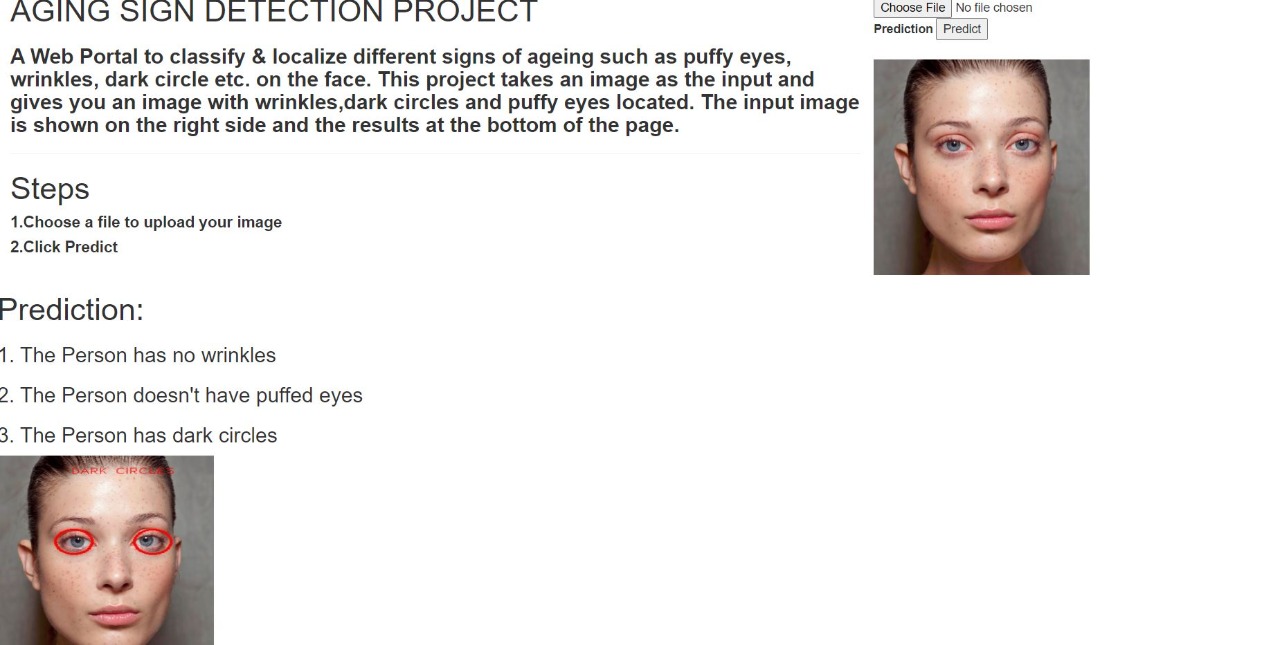 AGING SIGN DETECTION PROJECT
A Web Portal to classify & localize different signs of ageing such as puffy eyes,
wrinkles, dark circle etc. on the face. This project takes an image as the input and
gives you an image with wrinkles,dark circles and puffy eyes located. The input image
is shown on the right side and the results at the bottom of the page.
Steps
1.Choose a file to upload your image
2.Click Predict
Choose File No file chosen
Prediction Predict
Prediction:
1. The Person has no wrinkles
2. The Person doesn't have puffed eyes
3. The Person has dark circles
DARK CIRCLES